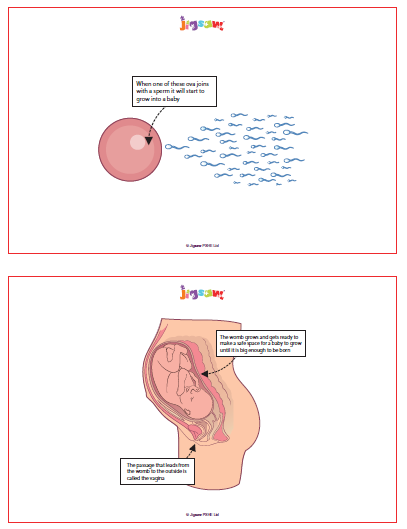 Jigsaw
When one of these ova joins
with a sperm it will start to
grow into a baby
© Jigsaw PSHE Ltd
Jigsaw
The womb grows and gets ready to
make a safe space for a baby to grow
until it is big enough to be born
The passage that leads from
the womb to the outside is
called the vagina
© Jigsaw PSHE Ltd